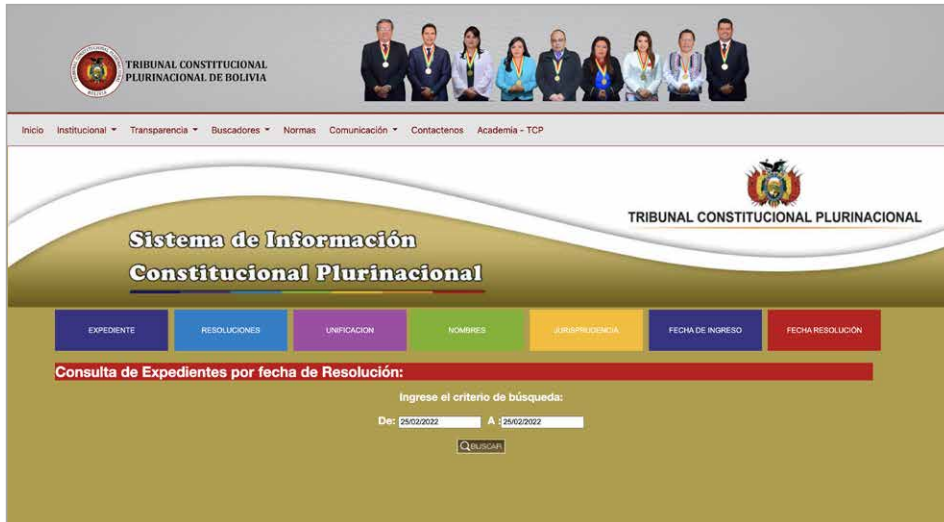 TRIBUNAL CONSTITUCIONAL
PLURINACIONAL DE BOLIVIA
Inicio Institucional Transparencia Buscadores Normas Comunicación Contactenos Academia - TCP
TRIBUNAL CONSTITUCIONAL PLURINACIONAL
Sistema de Información
Constitucional Plurinacional
EXPEDIENTE RESOLUCIONES UNIFICACION NOMBRES JURISPRUDENCIA FECHA DE INGRESO FECHA RESOLUCIÓN
Consulta de Expedientes por fecha de Resolución:
Ingrese el criterio de búsqueda:
De: 25/02/2022 A : 25/02/2022
BUSCAR